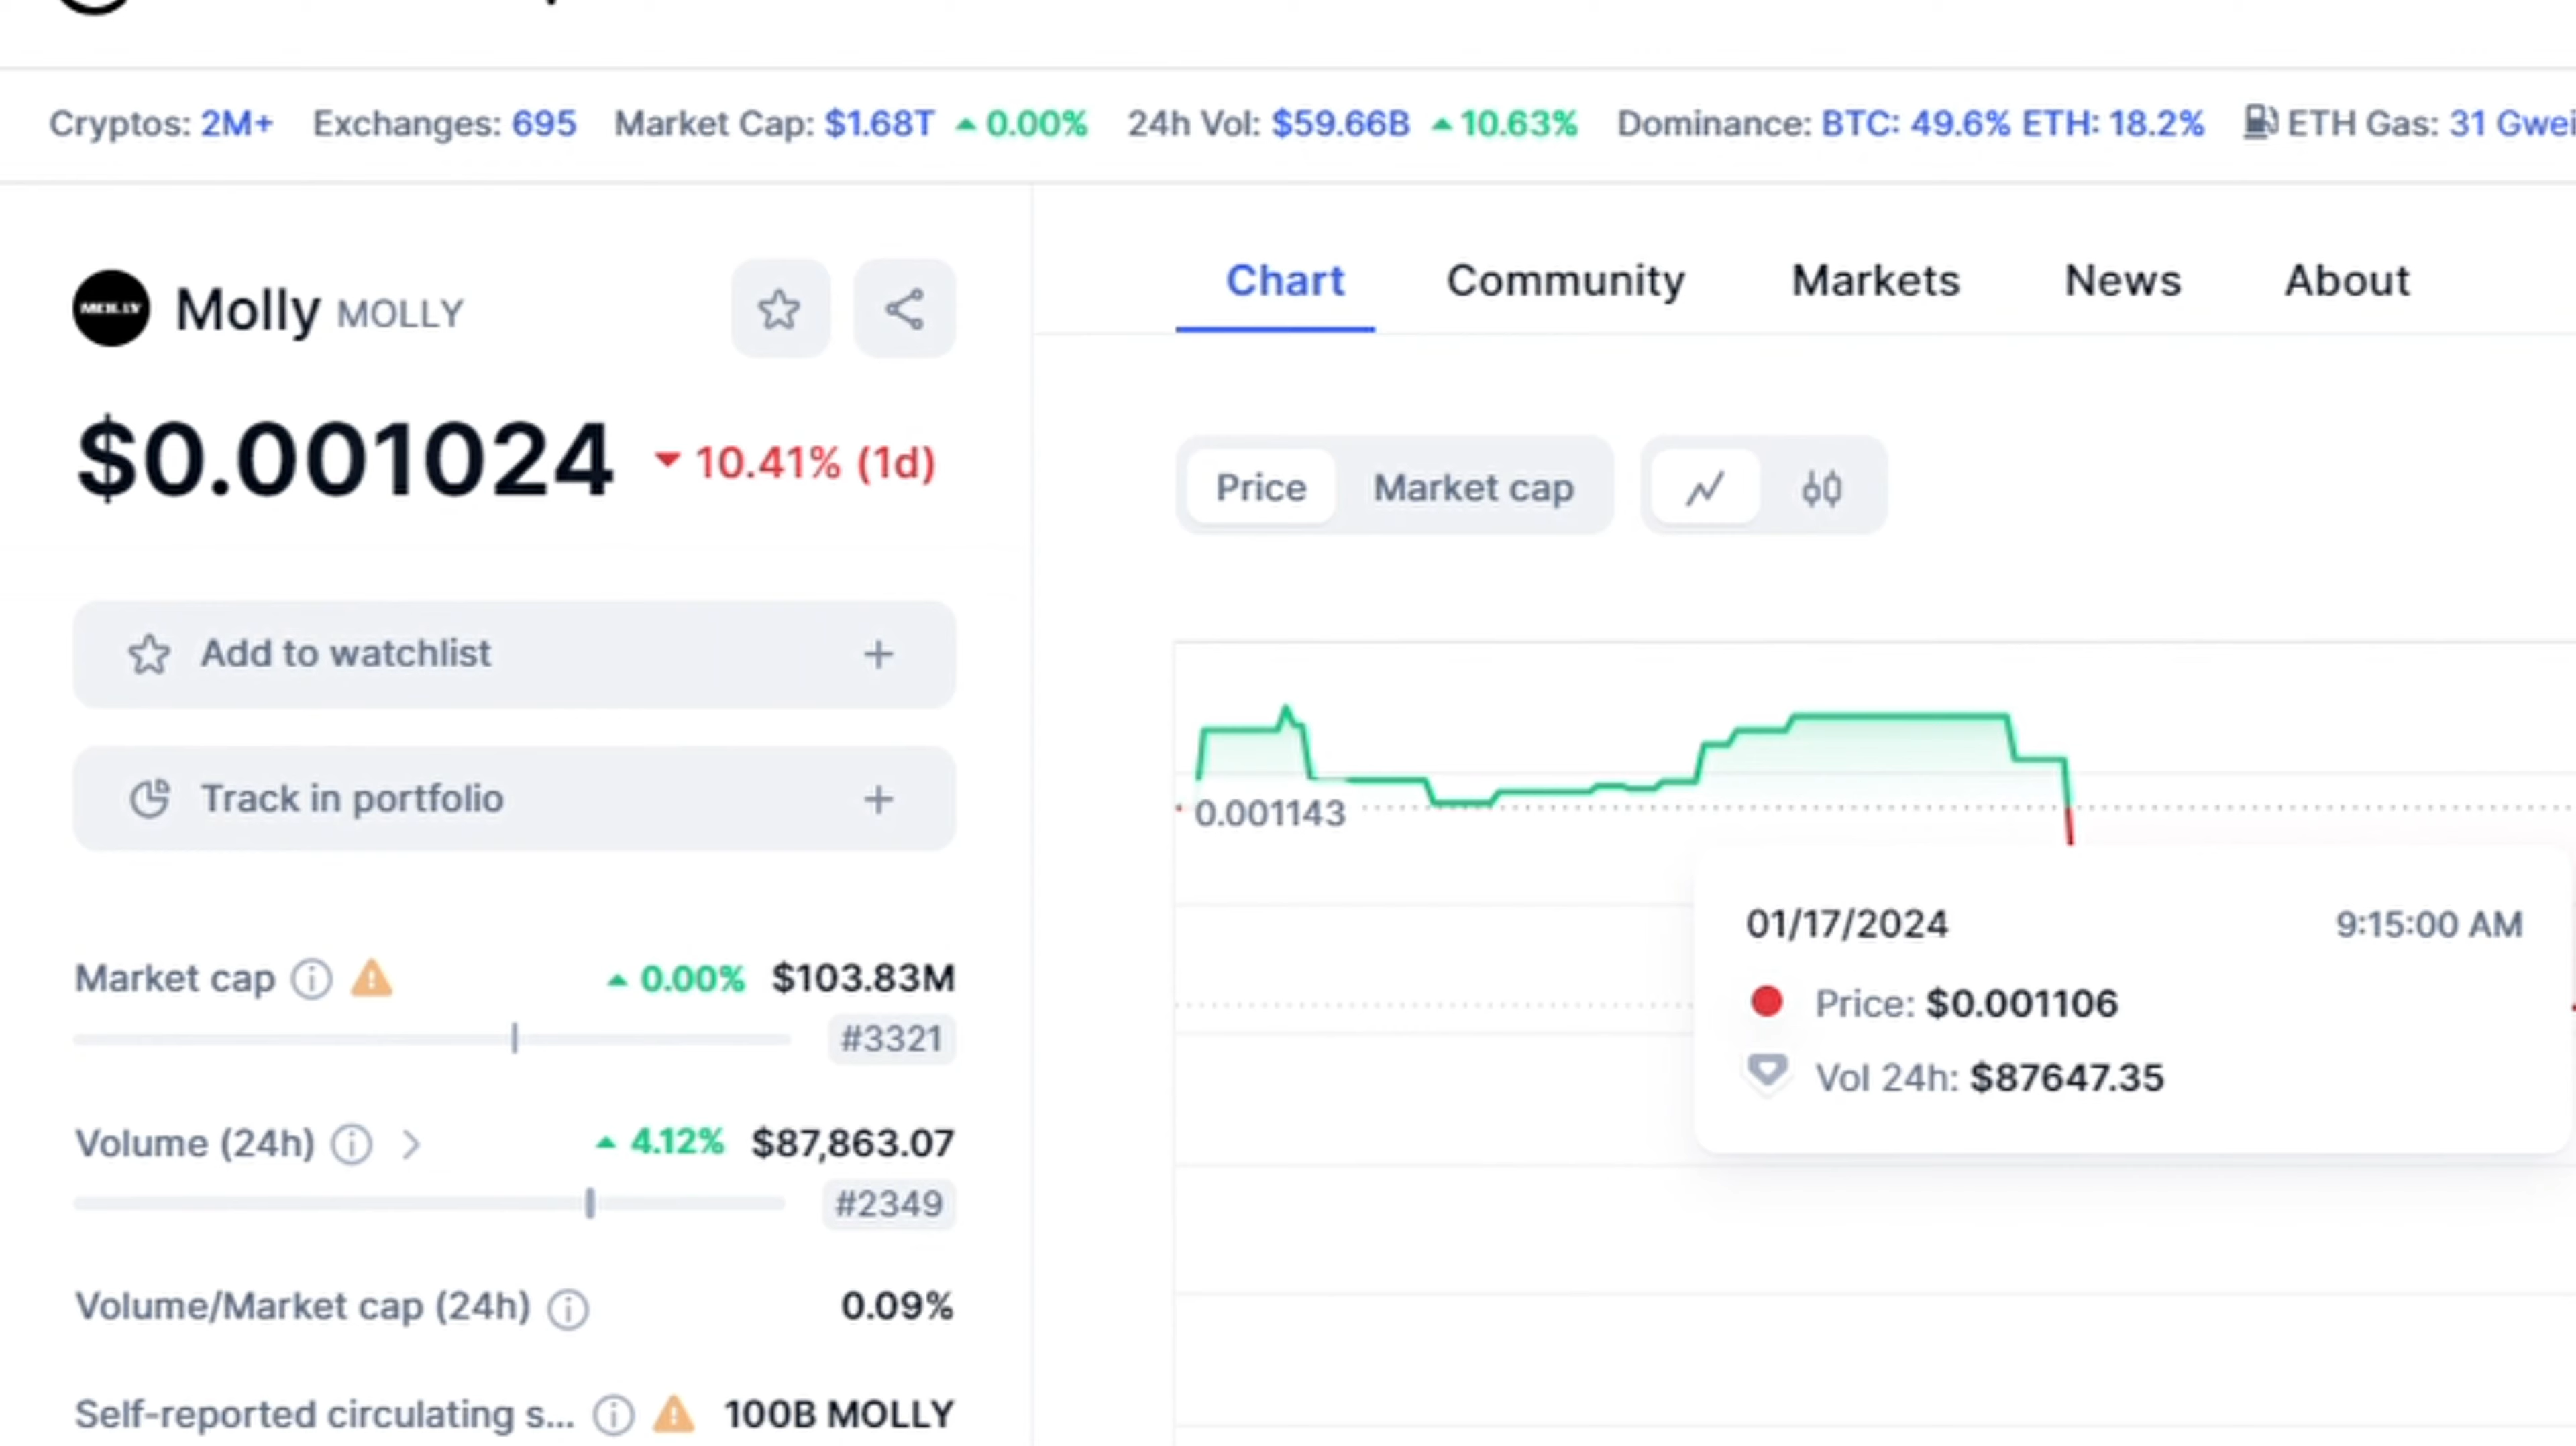 Cryptos: 2M+ Exchanges: 695 Market Cap: $1.68T 0.00% 24h Vol: $59.66B 10.63% Dominance: BTC: 49.6% ETH: 18.2% ETH Gas: 31 Gwei
MOLLY
Molly MOLLY
$0.001024 10.41% (1d)
Add to watchlist
Track in portfolio
Market cap 0.00% $103.83M
#3321
Volume (24h) 4.12% $87,863.07
#2349
Volume/Market cap (24h) 0.09%
Self-reported circulating s... 100B MOLLY
Chart Community Markets News About
Price Market cap
0.001143
01/17/2024 9:15:00 AM
Price: $0.001106
Vol 24h: $87647.35